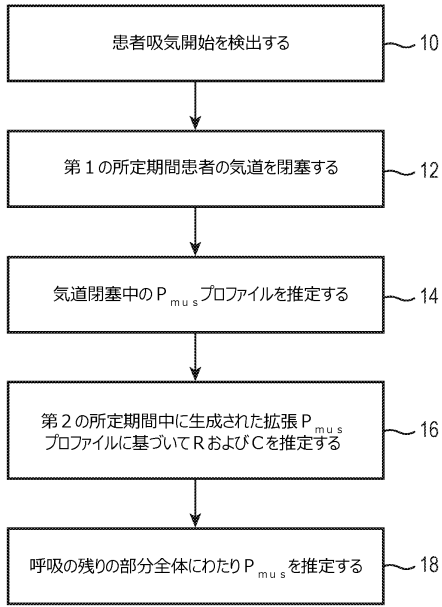 患者吸気開始を検出する
10
第1の所定期間患者の気道を閉塞する
12
気道閉塞中のPmusプロファイルを推定する
14
第2の所定期間中に生成された拡張Pmus
プロファイルに基づいてRおよびCを推定する
16
呼吸の残りの部分全体にわたりPmusを推定する
18